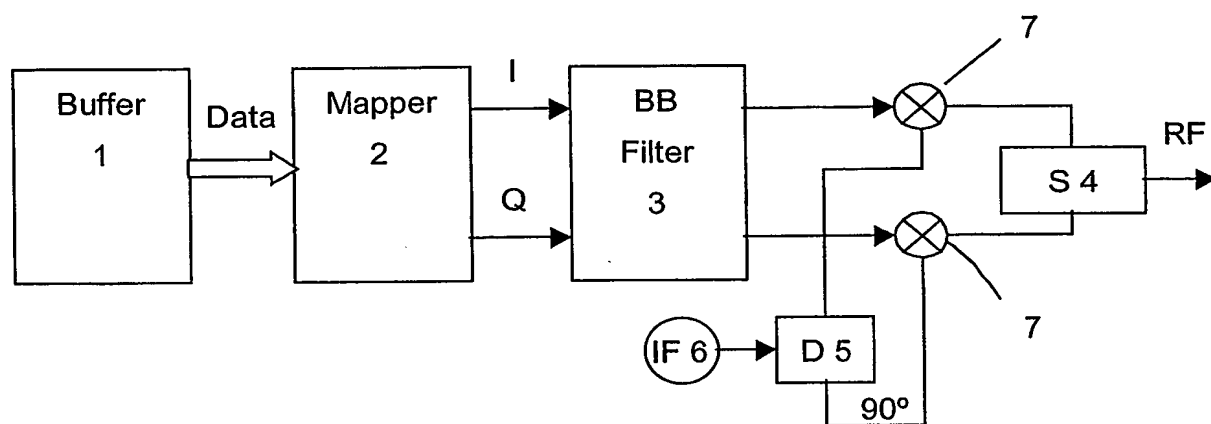 7
Buffer
1
Data
Mapper
2
I
Q
BB
Filter
3
S 4
RF
7
IF 6
D 5
90º